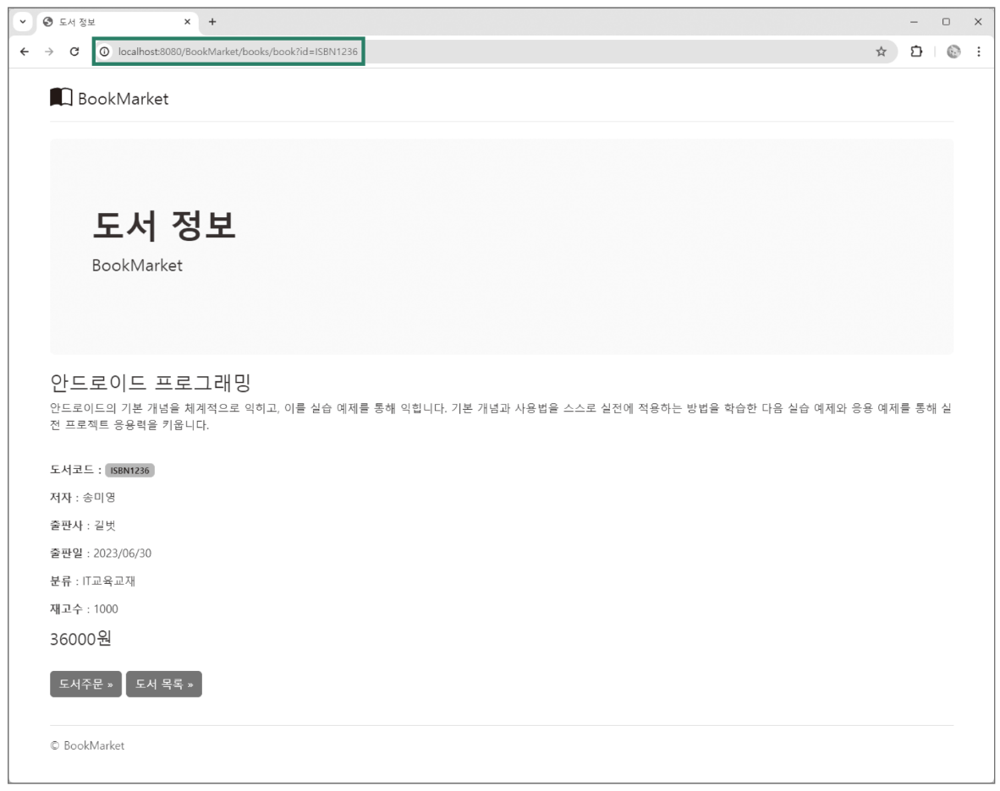 도서 정보
localhost:8080/BookMarket/books/book?id=ISBN1236
BookMarket
도서 정보
BookMarket
안드로이드 프로그래밍
안드로이드의 기본 개념을 체계적으로 익히고, 이를 실습 예제를 통해 익힙니다. 기본 개념과 사용법을 스스로 실전에 적용하는 방법을 학습한 다음 실습 예제와 응용 예제를 통해 실
전 프로젝트 응용력을 키웁니다.
도서코드 : ISBN1236
저자 : 송미영
출판사 : 길벗
출판일 : 2023/06/30
분류 : IT교육교재
재고수 : 1000
36000원
도서주문 » 도서 목록 »
© BookMarket